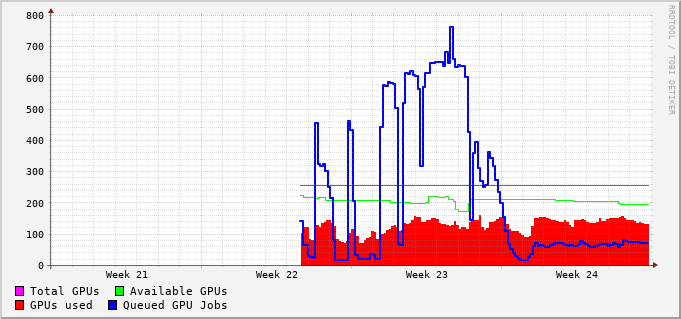 800
700
600
500
400
300
200
100
0
Week 21 Week 22 Week 23 Week 24
Total GPUs Available GPUs
GPUs used Queued GPU Jobs
RRDTOOL / TOBI OETIKER